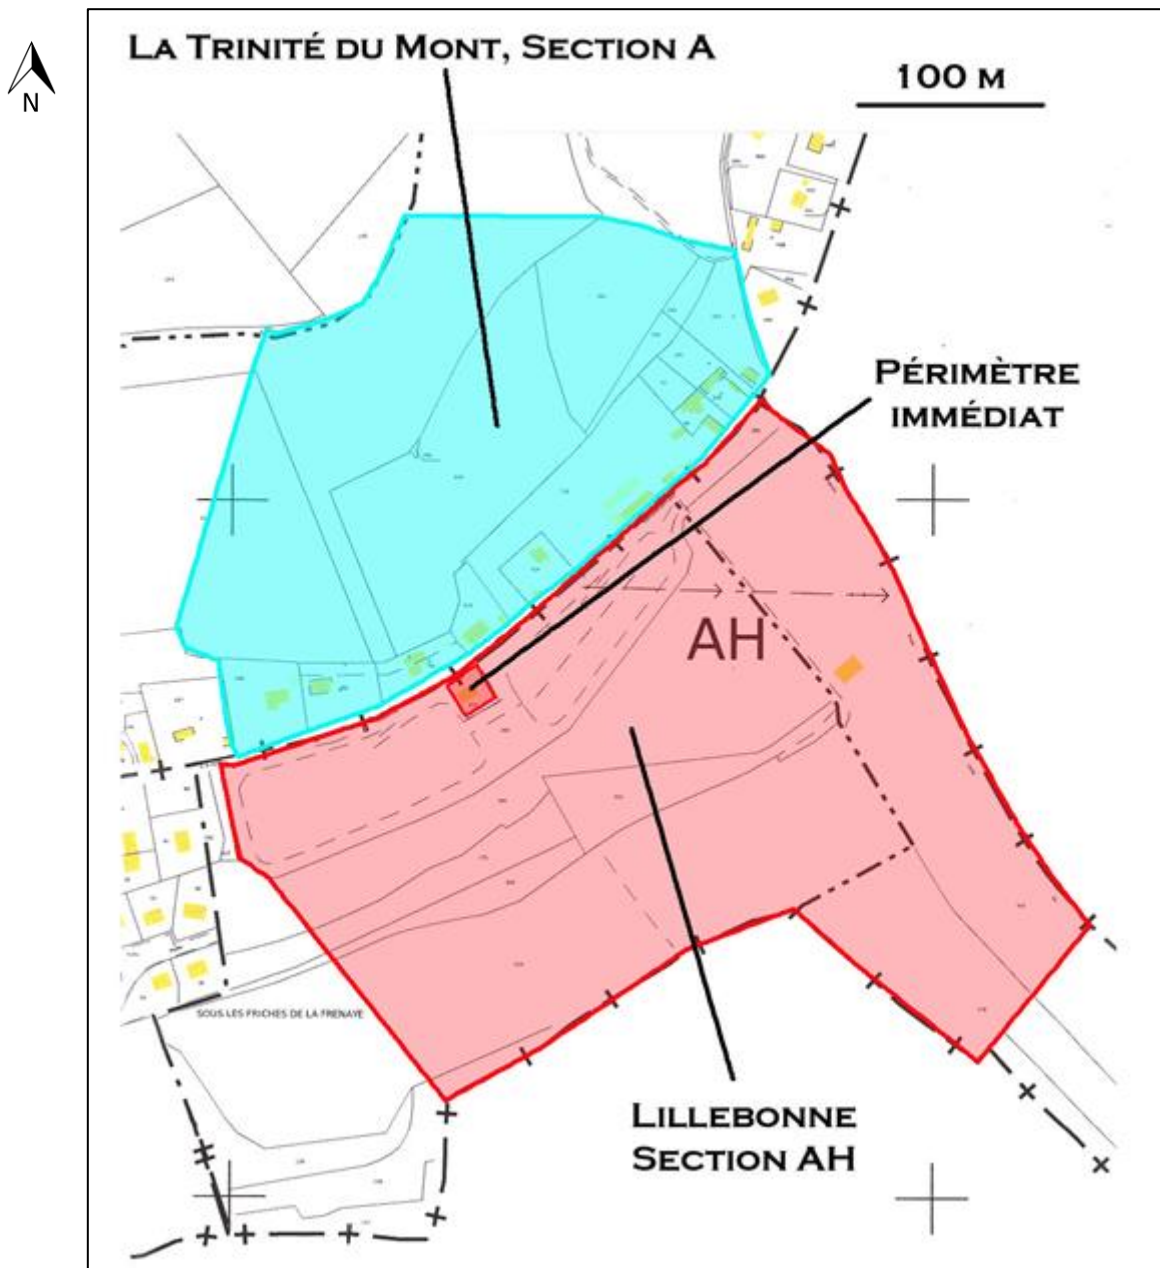 LA TRINITÉ DU MONT, SECTION A
100 M
N
PÉRIMÈTRE
IMMÉDIAT
AH
SOUS LES FRICHES DE LA FRENAYE
LILLEBONNE
SECTION AH